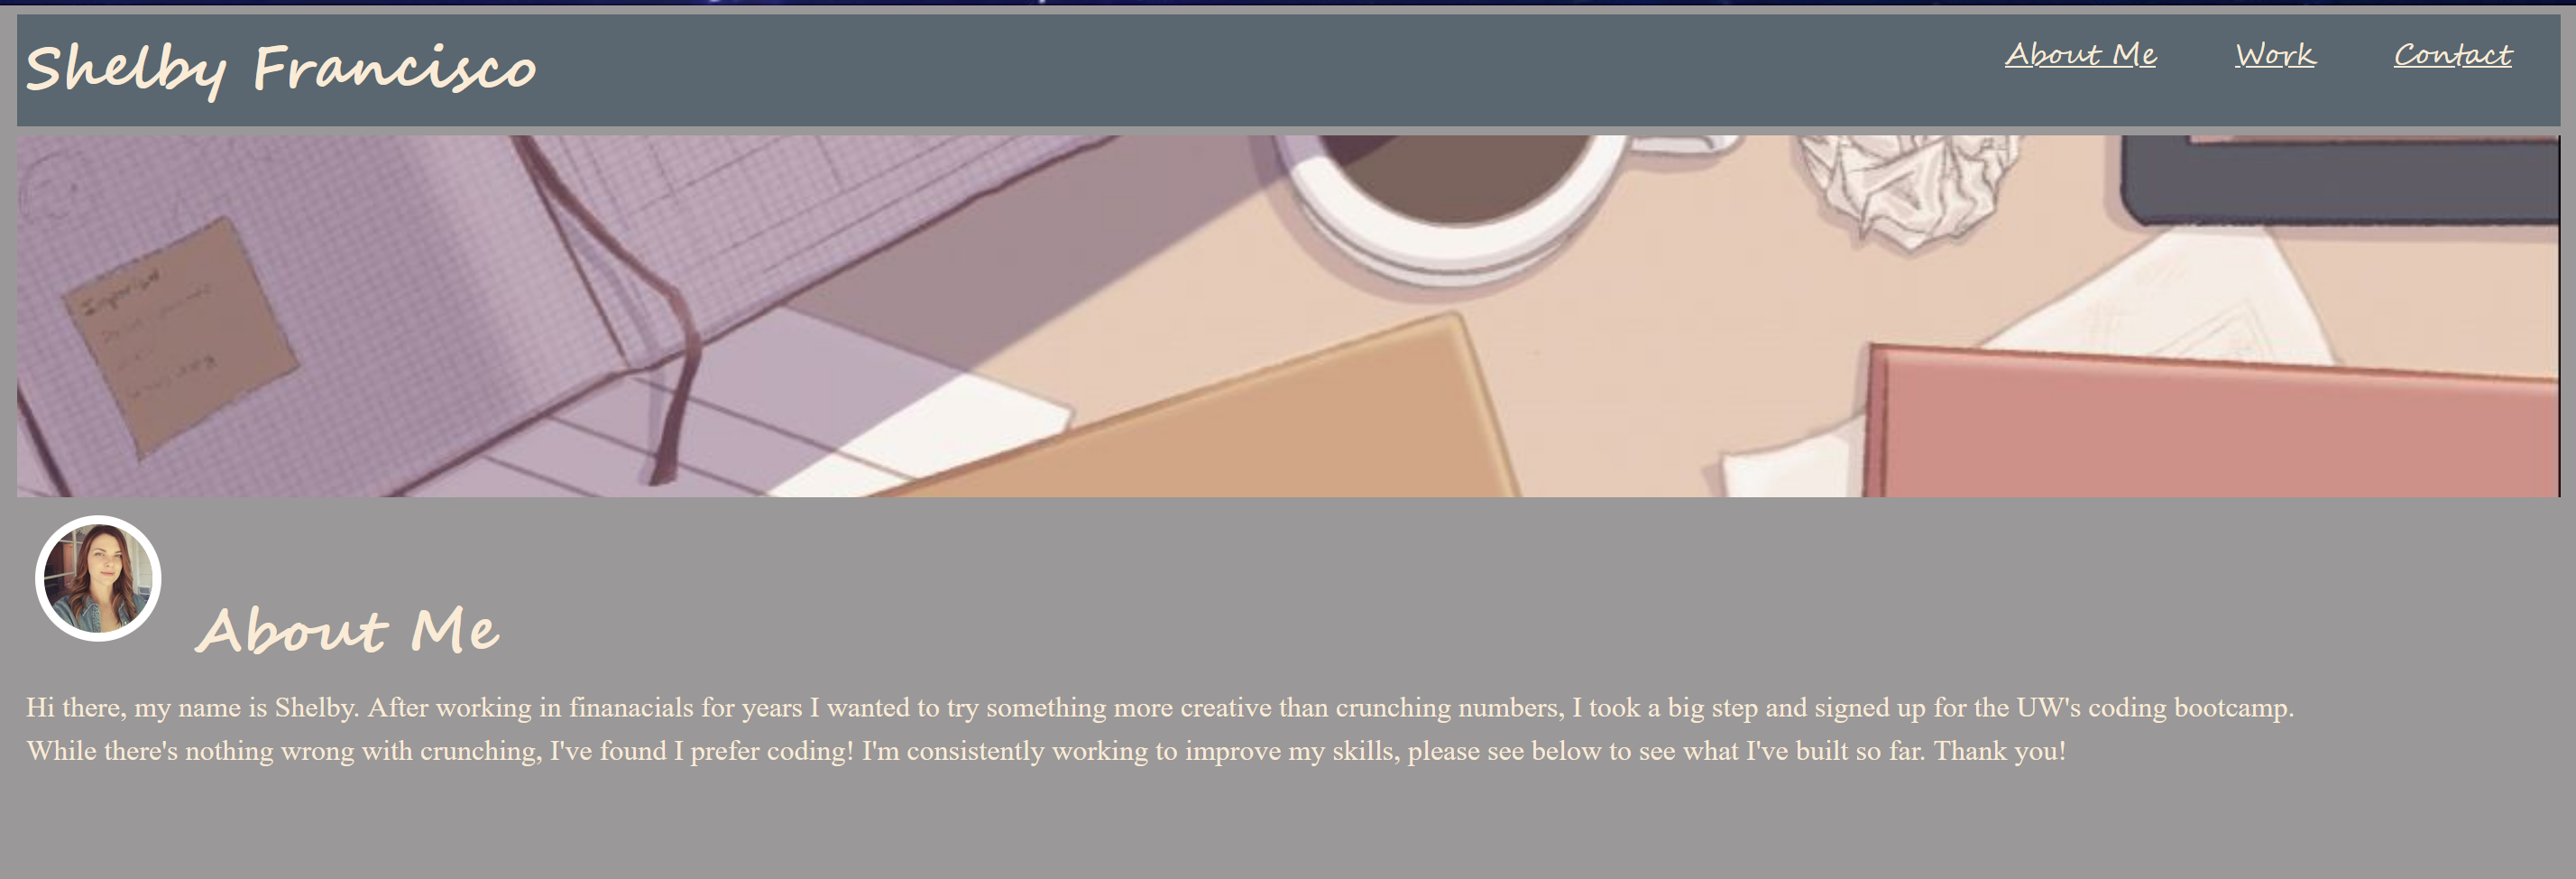 Shelby Francisco
About Me Work Contact
About Me
Hi there, my name is Shelby. After working in finanacials for years I wanted to try something more creative than crunching numbers, I took a big step and signed up for the UW's coding bootcamp.
While there's nothing wrong with crunching, I've found I prefer coding! I'm consistently working to improve my skills, please see below to see what I've built so far. Thank you!